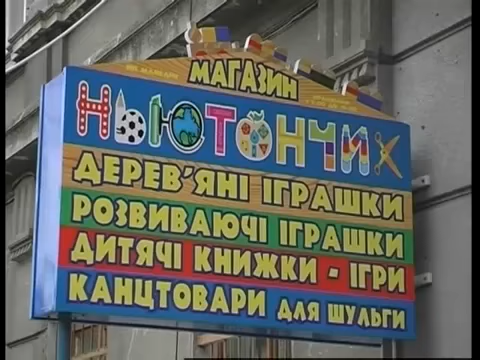 МАГАЗИН
НЬЮТОНЧИК
ДЕРЕВ'ЯНІ ІГРАШКИ
РОЗВИВАЮЧІ ІГРАШКИ
ДИТЯЧІ КНИЖКИ - ІГРИ
КАНЦТОВАРИ ДЛЯ ШУЛЬГИ